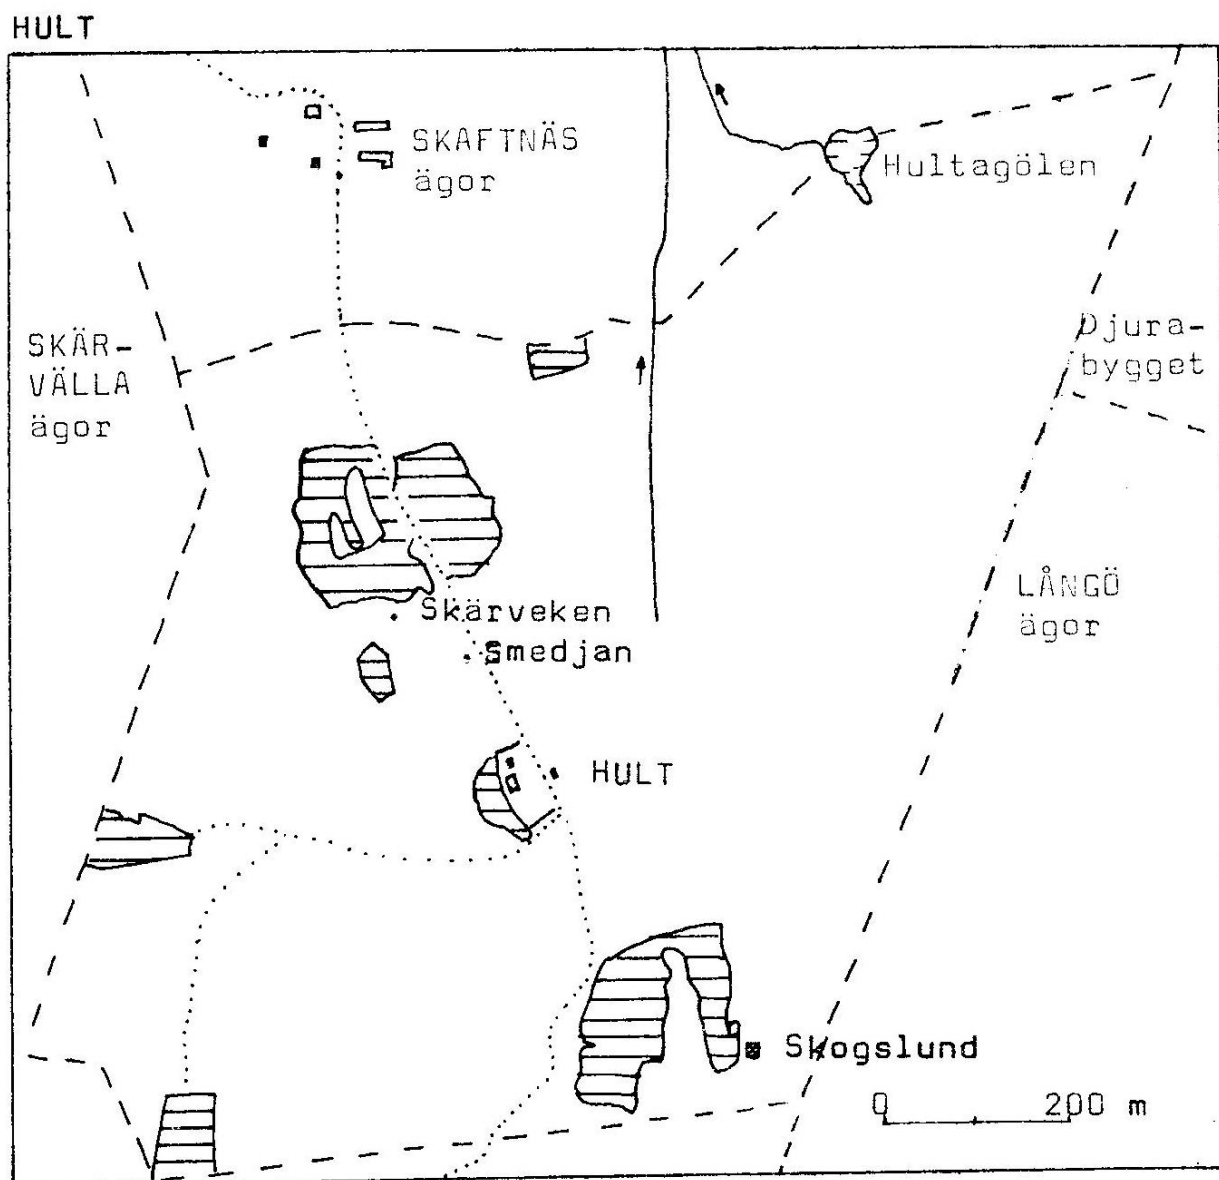 HULT
SKAFTNÄS
ägor
Hultagölen
SKÄR-
VÄLLA
ägor
Djura-
bygget
LÅNGÖ
ägor
Skärveken
Smedjan
HULT
Skogslund
0 200 m